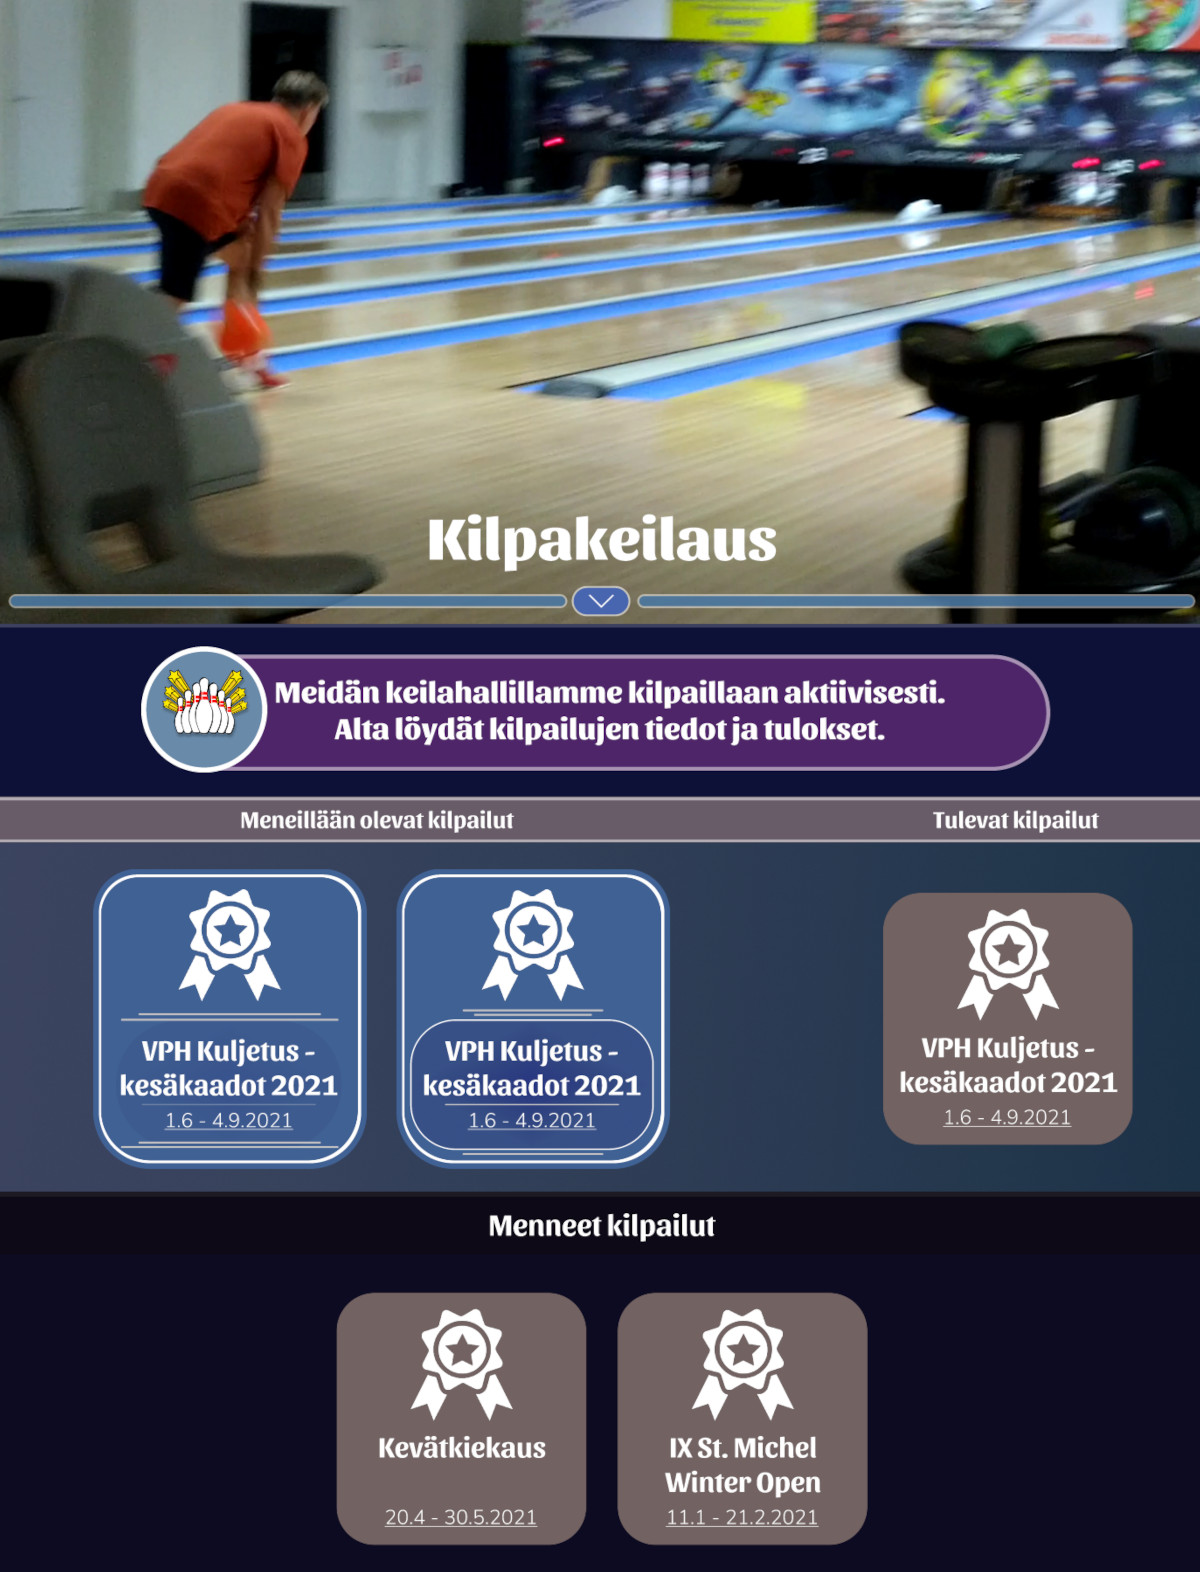 Kilpakeilaus
Meidän keilahallillamme kilpaillaan aktiivisesti.
Alta löydät kilpailujen tiedot ja tulokset.
Meneillään olevat kilpailut
Tulevat kilpailut
VPH Kuljetus -
kesäkaadot 2021
1.6 - 4.9.2021
VPH Kuljetus -
kesäkaadot 2021
1.6 - 4.9.2021
VPH Kuljetus -
kesäkaadot 2021
1.6 - 4.9.2021
Menneet kilpailut
Kevätkiekaus
20.4 - 30.5.2021
IX St. Michel
Winter Open
11.1 - 21.2.2021